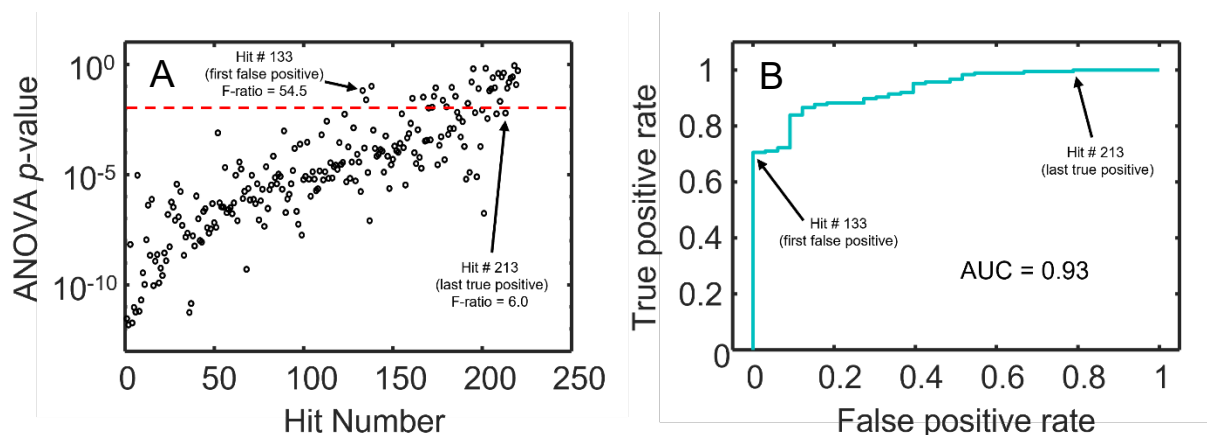 A
Hit # 133
(first false positive)
F-ratio = 54.5
10⁰
10⁻⁵
10⁻¹⁰
ANOVA p-value
Hit # 213
(last true positive)
F-ratio = 6.0
0 50 100 150 200 250
Hit Number
B
1
0.8
0.6
0.4
0.2
0
True positive rate
Hit # 213
(last true positive)
Hit # 133
(first false positive)
AUC = 0.93
0 0.2 0.4 0.6 0.8 1
False positive rate